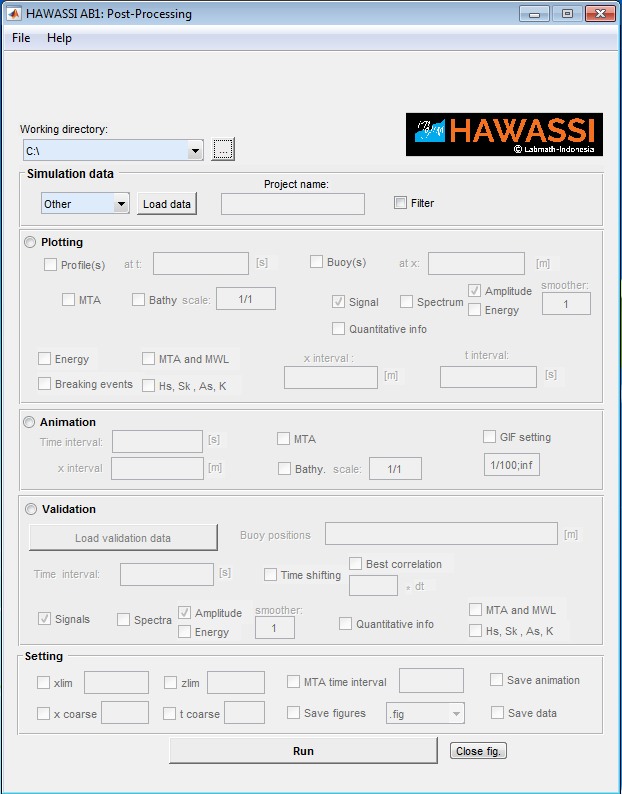 HAWASSI AB1: Post-Processing
File Help
HAWASSI
© Labmath-Indonesia
Working directory:
C:\
...
Simulation data
Project name:
Other Load data Filter
Plotting
Profile(s) at t: [s] Buoy(s) at x: [m]
MTA Bathy scale: 1/1 Signal Spectrum Amplitude smoother:
Energy 1
Quantitative info
Energy MTA and MWL x interval : t interval:
Breaking events Hs, Sk , As, K [m] [s]
Animation
Time interval: [s] MTA GIF setting
x interval [m] Bathy. scale: 1/1 1/100;inf
Validation
Load validation data Buoy positions [m]
Time interval: [s] Time shifting Best correlation
* dt
Signals Spectra Amplitude smoother: Quantitative info MTA and MWL
Energy 1 Hs, Sk , As, K
Setting
xlim zlim MTA time interval Save animation
x coarse t coarse Save figures .fig Save data
Run Close fig.